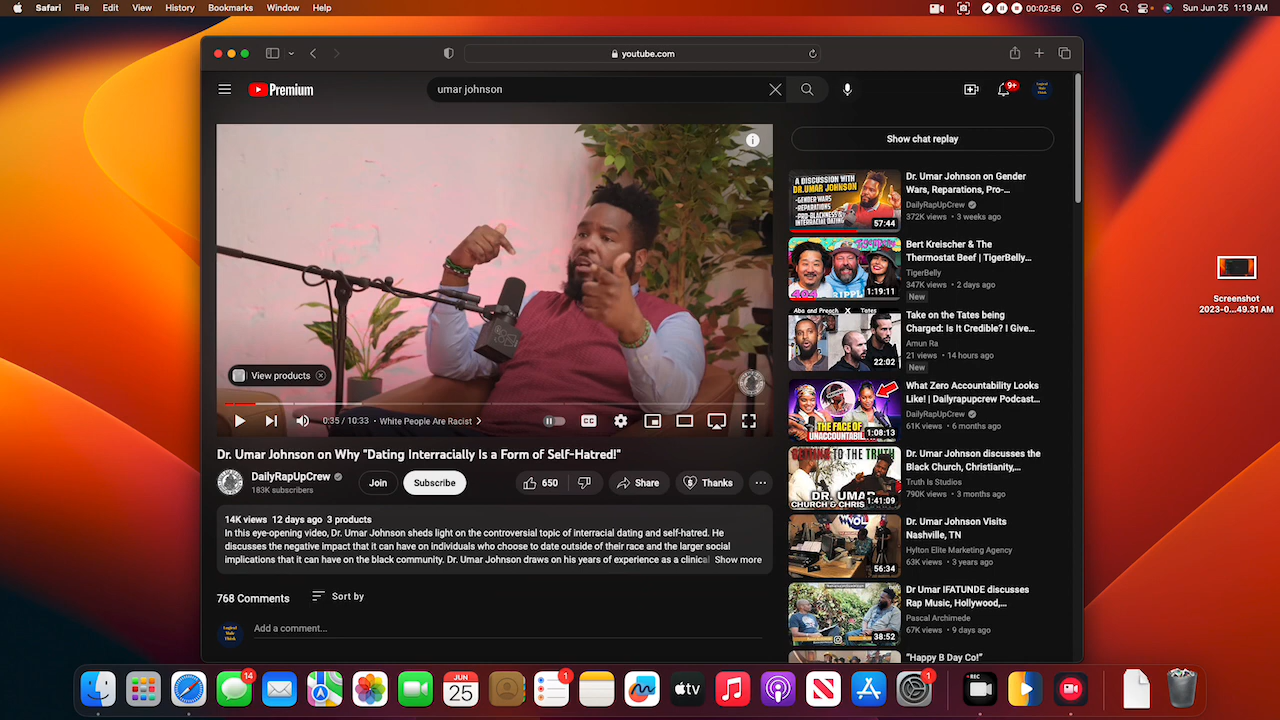 Safari File Edit View History Bookmarks Window Help
00:02:56
Sun Jun 25 1:19 AM
youtube.com
Premium
umar johnson
9+
View products
0:35 / 10:33 • White People Are Racist
CC
Dr. Umar Johnson on Why "Dating Interracially Is a Form of Self-Hatred!"
DailyRapUpCrew
183K subscribers
Join
Subscribe
650
Share
Thanks
14K views 12 days ago 3 products
In this eye-opening video, Dr. Umar Johnson sheds light on the controversial topic of interracial dating and self-hatred. He
discusses the negative impact that it can have on individuals who choose to date outside of their race and the larger social
implications that it can have on the black community. Dr. Umar Johnson draws on his years of experience as a clinical Show more
768 Comments
Sort by
Logical
Male
Think
Add a comment...
Show chat replay
A DISCUSSION WITH
DR.UMAR JOHNSON
-GENDER WARS
-REPARATIONS
-PRO-BLACKNESS &
INTERRACIAL DATING
57:44
Dr. Umar Johnson on Gender
Wars, Reparations, Pro-...
DailyRapUpCrew
372K views • 3 weeks ago
1:19:11
Bert Kreischer & The
Thermostat Beef | TigerBelly...
TigerBelly
347K views • 2 days ago
New
Aba and Preach X Tates
22:02
Take on the Tates being
Charged: Is It Credible? I Give...
Amun Ra
21 views • 14 hours ago
New
THE FACE OF
UNACCOUNTABIL
1:08:13
What Zero Accountability Looks
Like! | Dailyrapupcrew Podcast...
DailyRapUpCrew
61K views • 6 months ago
GETTING TO THE TRUTH
DR. UMAR
CHURCH & CHRIS
1:41:09
Dr. Umar Johnson discusses the
Black Church, Christianity,...
Truth Is Studios
790K views • 3 months ago
56:34
Dr. Umar Johnson Visits
Nashville, TN
Hylton Elite Marketing Agency
63K views • 3 years ago
38:52
Dr Umar IFATUNDE discusses
Rap Music, Hollywood,...
Pascal Archimede
67K views • 9 days ago
"Happy B Day Co!"
Screenshot
2023-0...49.31 AM
14
JUN
25
1
tv
1
REC